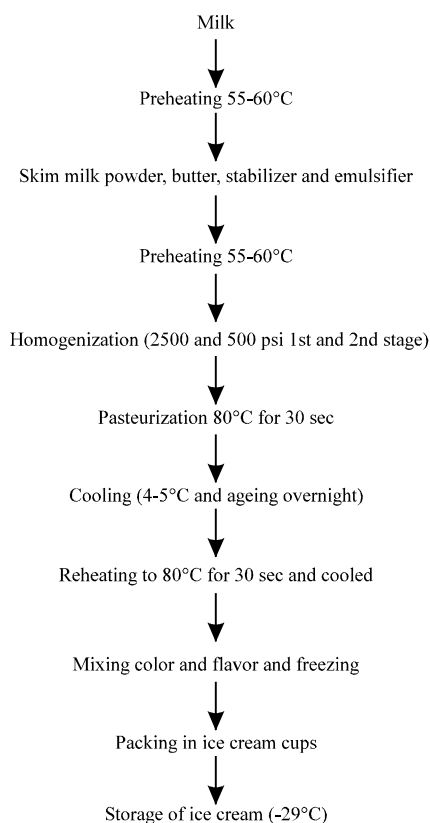 Milk
Preheating 55-60°C
Skim milk powder, butter, stabilizer and emulsifier
Preheating 55-60°C
Homogenization (2500 and 500 psi 1st and 2nd stage)
Pasteurization 80°C for 30 sec
Cooling (4-5°C and ageing overnight)
Reheating to 80°C for 30 sec and cooled
Mixing color and flavor and freezing
Packing in ice cream cups
Storage of ice cream (-29°C)